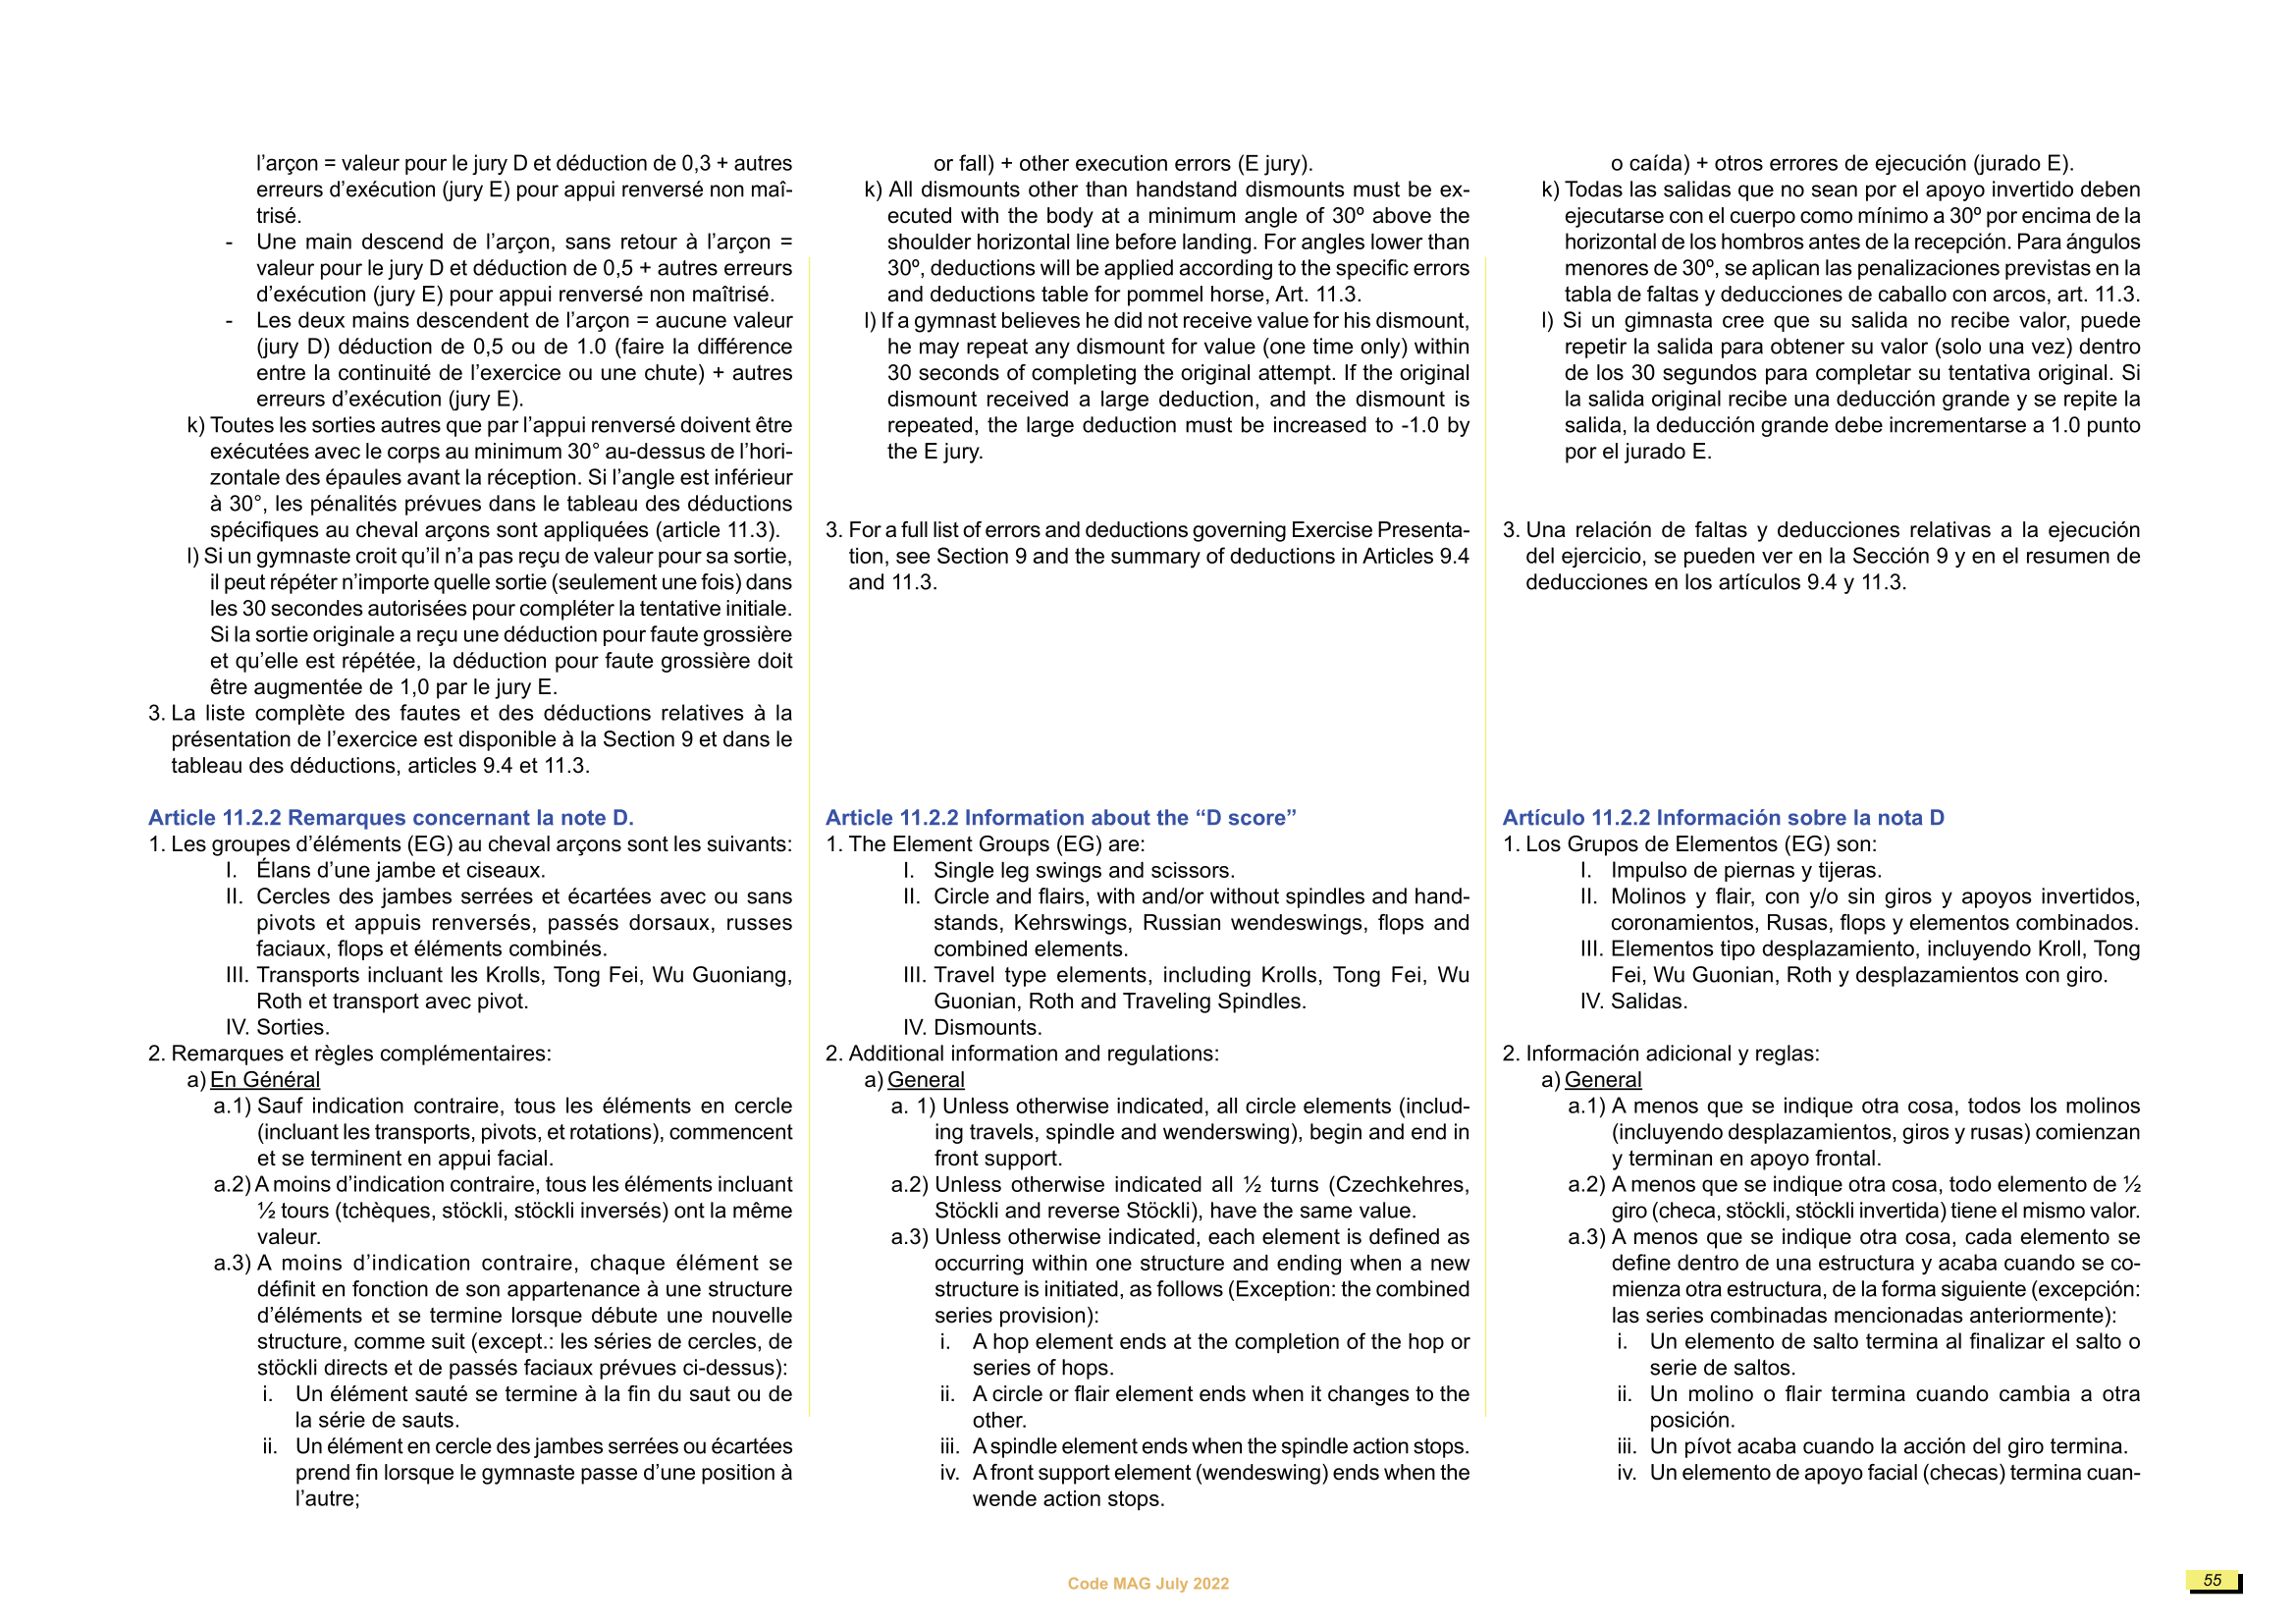 l’arçon = valeur pour le jury D et déduction de 0,3 + autres
erreurs d’exécution (jury E) pour appui renversé non maî-
trisé.
- Une main descend de l’arçon, sans retour à l’arçon =
valeur pour le jury D et déduction de 0,5 + autres erreurs
d’exécution (jury E) pour appui renversé non maîtrisé.
- Les deux mains descendent de l’arçon = aucune valeur
(jury D) déduction de 0,5 ou de 1.0 (faire la différence
entre la continuité de l’exercice ou une chute) + autres
erreurs d’exécution (jury E).
k) Toutes les sorties autres que par l’appui renversé doivent être
exécutées avec le corps au minimum 30° au-dessus de l’hori-
zontale des épaules avant la réception. Si l’angle est inférieur
à 30°, les pénalités prévues dans le tableau des déductions
spécifiques au cheval arçons sont appliquées (article 11.3).
l) Si un gymnaste croit qu’il n’a pas reçu de valeur pour sa sortie,
il peut répéter n’importe quelle sortie (seulement une fois) dans
les 30 secondes autorisées pour compléter la tentative initiale.
Si la sortie originale a reçu une déduction pour faute grossière
et qu’elle est répétée, la déduction pour faute grossière doit
être augmentée de 1,0 par le jury E.
3. La liste complète des fautes et des déductions relatives à la
présentation de l’exercice est disponible à la Section 9 et dans le
tableau des déductions, articles 9.4 et 11.3.
Article 11.2.2 Remarques concernant la note D.
1. Les groupes d’éléments (EG) au cheval arçons sont les suivants:
I. Élans d’une jambe et ciseaux.
II. Cercles des jambes serrées et écartées avec ou sans
pivots et appuis renversés, passés dorsaux, russes
faciaux, flops et éléments combinés.
III. Transports incluant les Krolls, Tong Fei, Wu Guoniang,
Roth et transport avec pivot.
IV. Sorties.
2. Remarques et règles complémentaires:
a) En Général
a.1) Sauf indication contraire, tous les éléments en cercle
(incluant les transports, pivots, et rotations), commencent
et se terminent en appui facial.
a.2) A moins d’indication contraire, tous les éléments incluant
½ tours (tchèques, stöckli, stöckli inversés) ont la même
valeur.
a.3) A moins d’indication contraire, chaque élément se
définit en fonction de son appartenance à une structure
d’éléments et se termine lorsque débute une nouvelle
structure, comme suit (except.: les séries de cercles, de
stöckli directs et de passés faciaux prévues ci-dessus):
i. Un élément sauté se termine à la fin du saut ou de
la série de sauts.
ii. Un élément en cercle des jambes serrées ou écartées
prend fin lorsque le gymnaste passe d’une position à
l’autre;
or fall) + other execution errors (E jury).
k) All dismounts other than handstand dismounts must be ex-
ecuted with the body at a minimum angle of 30º above the
shoulder horizontal line before landing. For angles lower than
30º, deductions will be applied according to the specific errors
and deductions table for pommel horse, Art. 11.3.
l) If a gymnast believes he did not receive value for his dismount,
he may repeat any dismount for value (one time only) within
30 seconds of completing the original attempt. If the original
dismount received a large deduction, and the dismount is
repeated, the large deduction must be increased to -1.0 by
the E jury.
3. For a full list of errors and deductions governing Exercise Presenta-
tion, see Section 9 and the summary of deductions in Articles 9.4
and 11.3.
Article 11.2.2 Information about the “D score”
1. The Element Groups (EG) are:
I. Single leg swings and scissors.
II. Circle and flairs, with and/or without spindles and hand-
stands, Kehrswings, Russian wendeswings, flops and
combined elements.
III. Travel type elements, including Krolls, Tong Fei, Wu
Guonian, Roth and Traveling Spindles.
IV. Dismounts.
2. Additional information and regulations:
a) General
a. 1) Unless otherwise indicated, all circle elements (includ-
ing travels, spindle and wenderswing), begin and end in
front support.
a.2) Unless otherwise indicated all ½ turns (Czechkehres,
Stöckli and reverse Stöckli), have the same value.
a.3) Unless otherwise indicated, each element is defined as
occurring within one structure and ending when a new
structure is initiated, as follows (Exception: the combined
series provision):
i. A hop element ends at the completion of the hop or
series of hops.
ii. A circle or flair element ends when it changes to the
other.
iii. A spindle element ends when the spindle action stops.
iv. A front support element (wendeswing) ends when the
wende action stops.
o caída) + otros errores de ejecución (jurado E).
k) Todas las salidas que no sean por el apoyo invertido deben
ejecutarse con el cuerpo como mínimo a 30º por encima de la
horizontal de los hombros antes de la recepción. Para ángulos
menores de 30º, se aplican las penalizaciones previstas en la
tabla de faltas y deducciones de caballo con arcos, art. 11.3.
l) Si un gimnasta cree que su salida no recibe valor, puede
repetir la salida para obtener su valor (solo una vez) dentro
de los 30 segundos para completar su tentativa original. Si
la salida original recibe una deducción grande y se repite la
salida, la deducción grande debe incrementarse a 1.0 punto
por el jurado E.
3. Una relación de faltas y deducciones relativas a la ejecución
del ejercicio, se pueden ver en la Sección 9 y en el resumen de
deducciones en los artículos 9.4 y 11.3.
Artículo 11.2.2 Información sobre la nota D
1. Los Grupos de Elementos (EG) son:
I. Impulso de piernas y tijeras.
II. Molinos y flair, con y/o sin giros y apoyos invertidos,
coronamientos, Rusas, flops y elementos combinados.
III. Elementos tipo desplazamiento, incluyendo Kroll, Tong
Fei, Wu Guonian, Roth y desplazamientos con giro.
IV. Salidas.
2. Información adicional y reglas:
a) General
a.1) A menos que se indique otra cosa, todos los molinos
(incluyendo desplazamientos, giros y rusas) comienzan
y terminan en apoyo frontal.
a.2) A menos que se indique otra cosa, todo elemento de ½
giro (checa, stöckli, stöckli invertida) tiene el mismo valor.
a.3) A menos que se indique otra cosa, cada elemento se
define dentro de una estructura y acaba cuando se co-
mienza otra estructura, de la forma siguiente (excepción:
las series combinadas mencionadas anteriormente):
i. Un elemento de salto termina al finalizar el salto o
serie de saltos.
ii. Un molino o flair termina cuando cambia a otra
posición.
iii. Un pívot acaba cuando la acción del giro termina.
iv. Un elemento de apoyo facial (checas) termina cuan-
Code MAG July 2022
55